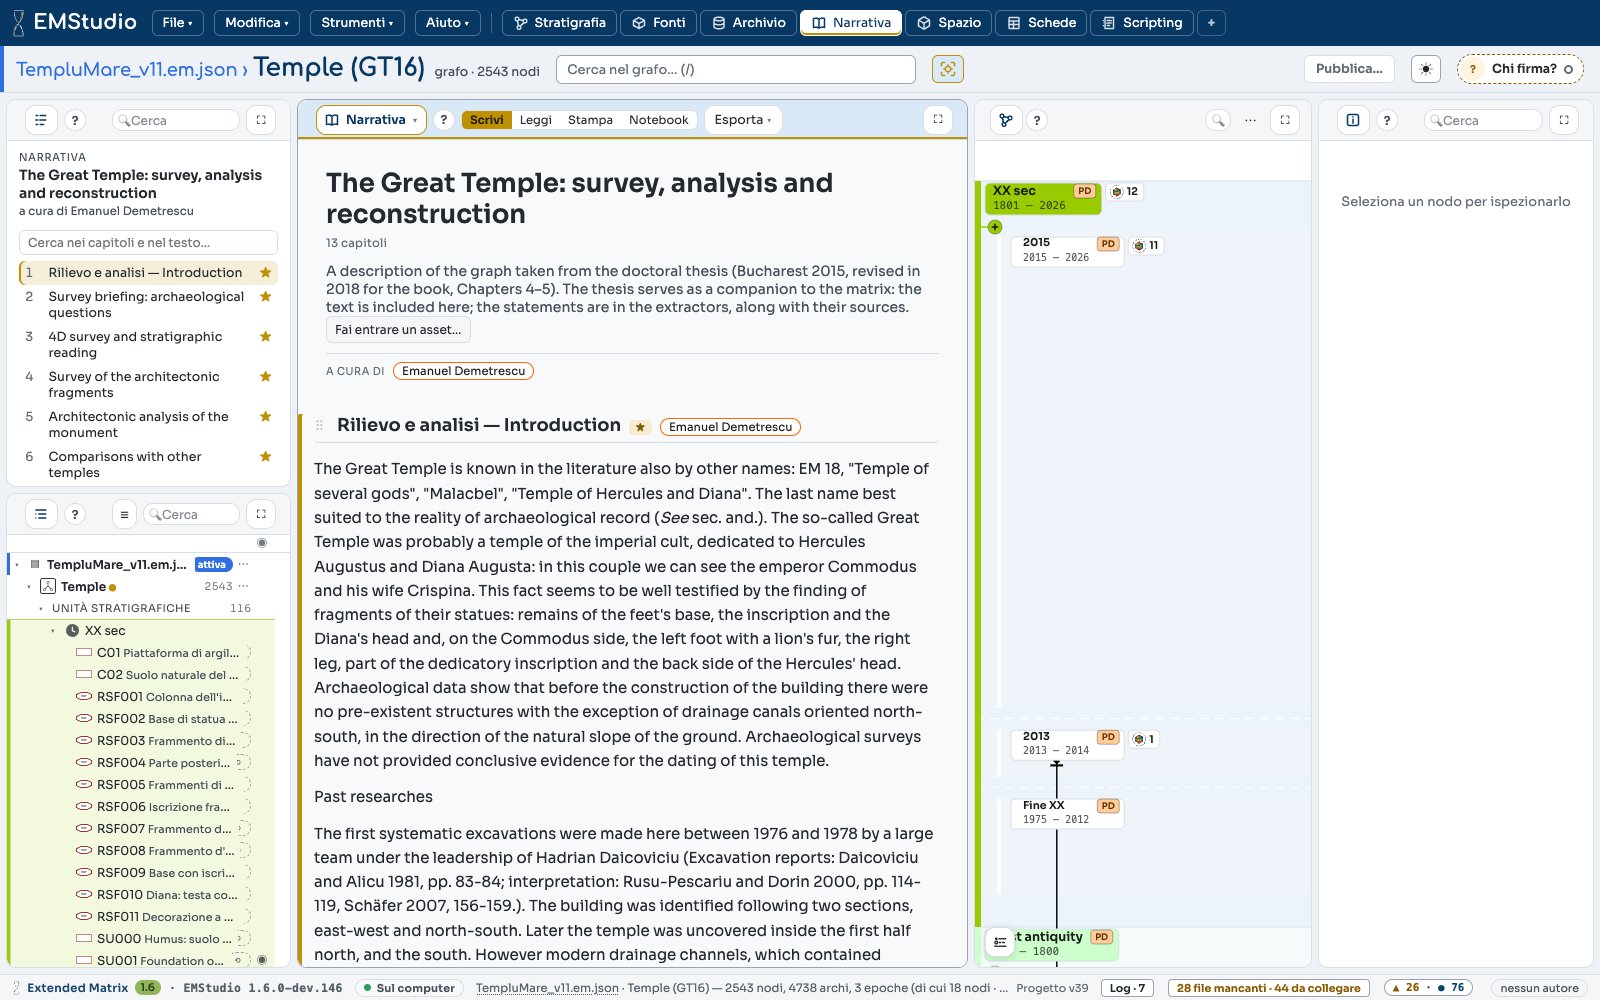 EMStudio File Modifica Strumenti Aiuto Stratigrafia Fonti Archivio Narrativa Spazio Schede Scripting +
TempluMare_v11.em.json › Temple (GT16) grafo · 2543 nodi Cerca nel grafo... (/) Pubblica... ? Chi firma?
? Cerca
NARRATIVA
The Great Temple: survey, analysis
and reconstruction
a cura di Emanuel Demetrescu
Cerca nei capitoli e nel testo...
1 Rilievo e analisi — Introduction
2 Survey briefing: archaeological
questions
3 4D survey and stratigraphic
reading
4 Survey of the architectonic
fragments
5 Architectonic analysis of the
monument
6 Comparisons with other
temples
? Cerca
TempluMare_v11.em.j... attiva ...
Temple 2543 ...
UNITÀ STRATIGRAFICHE 116
XX sec
C01 Piattaforma di argil...
C02 Suolo naturale del ...
RSF001 Colonna dell'i...
RSF002 Base di statua ...
RSF003 Frammento di...
RSF004 Parte posteri...
RSF005 Frammenti di ...
RSF006 Iscrizione fra...
RSF007 Frammento d...
RSF008 Frammento d'...
RSF009 Base con iscri...
RSF010 Diana: testa co...
RSF011 Decorazione a ...
SU000 Humus: suolo ...
SU001 Foundation o...
Narrativa ? Scrivi Leggi Stampa Notebook Esporta
The Great Temple: survey, analysis and
reconstruction
13 capitoli
A description of the graph taken from the doctoral thesis (Bucharest 2015, revised in
2018 for the book, Chapters 4–5). The thesis serves as a companion to the matrix: the
text is included here; the statements are in the extractors, along with their sources.
Fai entrare un asset...
A CURA DI Emanuel Demetrescu
Rilievo e analisi — Introduction Emanuel Demetrescu
The Great Temple is known in the literature also by other names: EM 18, "Temple of
several gods", "Malacbel", "Temple of Hercules and Diana". The last name best
suited to the reality of archaeological record (See sec. and.). The so-called Great
Temple was probably a temple of the imperial cult, dedicated to Hercules
Augustus and Diana Augusta: in this couple we can see the emperor Commodus
and his wife Crispina. This fact seems to be well testified by the finding of
fragments of their statues: remains of the feet's base, the inscription and the
Diana's head and, on the Commodus side, the left foot with a lion's fur, the right
leg, part of the dedicatory inscription and the back side of the Hercules' head.
Archaeological data show that before the construction of the building there were
no pre-existent structures with the exception of drainage canals oriented north-
south, in the direction of the natural slope of the ground. Archaeological surveys
have not provided conclusive evidence for the dating of this temple.
Past researches
The first systematic excavations were made here between 1976 and 1978 by a large
team under the leadership of Hadrian Daicoviciu (Excavation reports: Daicoviciu
and Alicu 1981, pp. 83-84; interpretation: Rusu-Pescariu and Dorin 2000, pp. 114-
119, Schäfer 2007, 156-159.). The building was identified following two sections,
east-west and north-south. Later the temple was uncovered inside the first half
north, and the south. However modern drainage channels, which contained
? ...
XX sec PD 12
1801 – 2026
+
2015 PD 11
2015 – 2026
2013 PD 1
2013 – 2014
Fine XX PD
1975 – 2012
t antiquity PD
– 1800
? Cerca
Seleziona un nodo per ispezionarlo
Extended Matrix 1.6 · EMStudio 1.6.0-dev.146 Sul computer TempluMare_v11.em.json · Temple (GT16) — 2543 nodi, 4738 archi, 3 epoche (di cui 18 nodi · ... Progetto v39 Log · 7 28 file mancanti · 44 da collegare ▲ 26 · ● 76 nessun autore